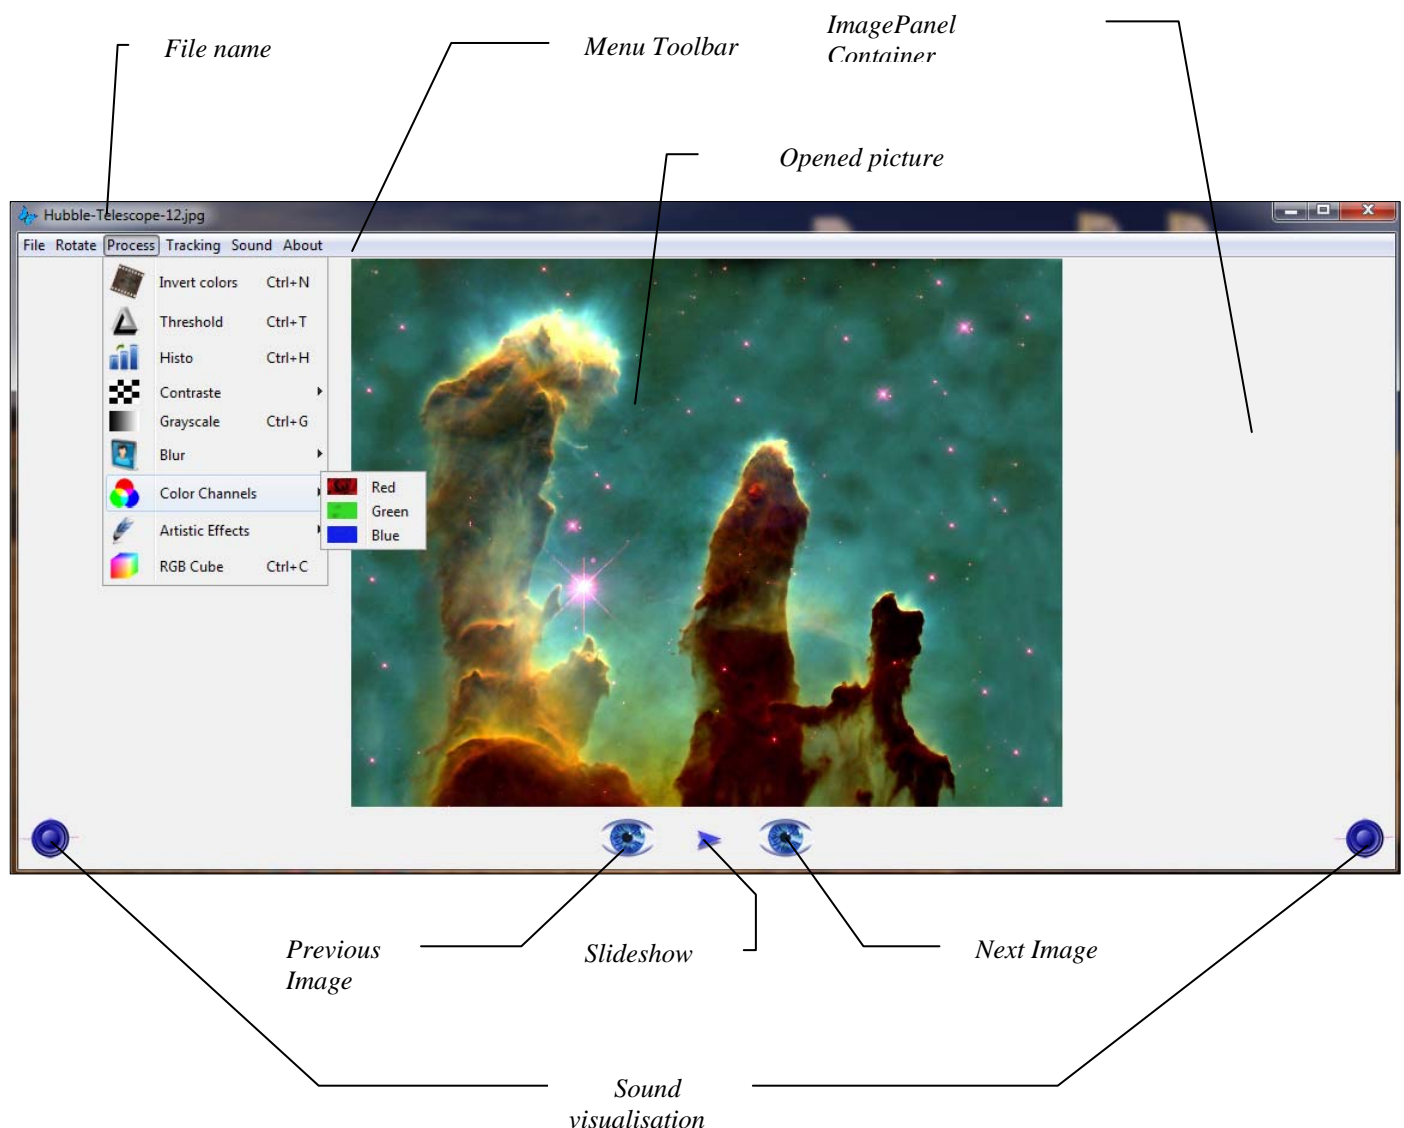 File name
Menu Toolbar
ImagePanel
Container
Opened picture
Hubble-Telescope-12.jpg
File Rotate Process Tracking Sound About
Invert colors Ctrl+N
Threshold Ctrl+T
Histo Ctrl+H
Contraste
Grayscale Ctrl+G
Blur
Color Channels
Red
Green
Blue
Artistic Effects
RGB Cube Ctrl+C
Previous
Image
Slideshow
Next Image
Sound
visualisation